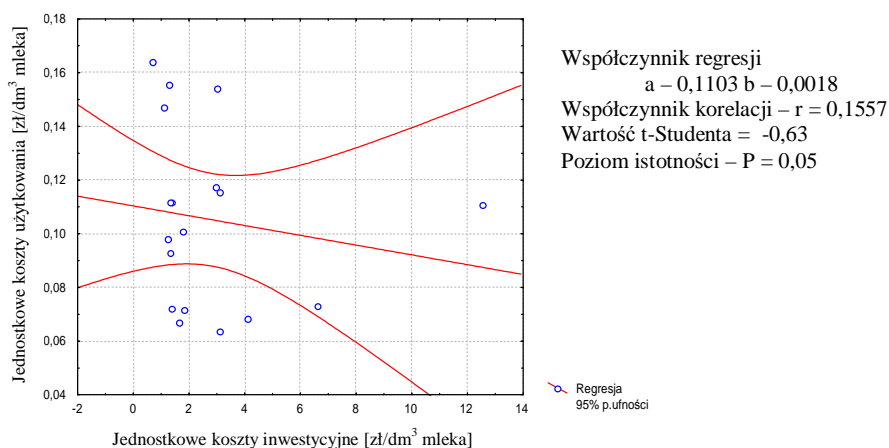 Jednostkowe koszty użytkowania [zł/dm³ mleka]
0,18
0,16
0,14
0,12
0,10
0,08
0,06
0,04
-2 0 2 4 6 8 10 12 14
Jednostkowe koszty inwestycyjne [zł/dm³ mleka]
Współczynnik regresji
a – 0,1103 b – 0,0018
Współczynnik korelacji – r = 0,1557
Wartość t-Studenta = -0,63
Poziom istotności – P = 0,05
Regresja
95% p.ufności